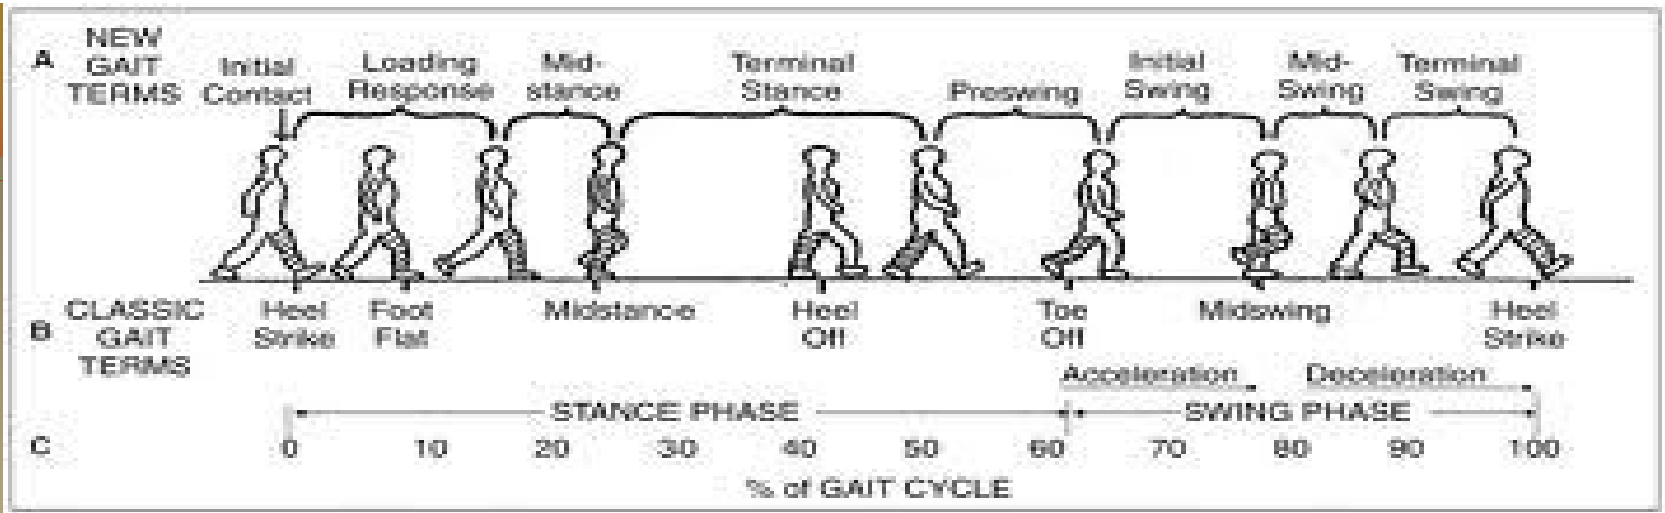 A
NEW
GAIT
TERMS
Initial
Contact
Loading
Response
Mid-
stance
Terminal
Stance
Preswing
Initial
Swing
Mid-
Swing
Terminal
Swing
B
CLASSIC
GAIT
TERMS
Heel
Strike
Foot
Flat
Midstance
Heel
Off
Toe
Off
Midswing
Heel
Strike
Acceleration
Deceleration
STANCE PHASE
SWING PHASE
C
0 10 20 30 40 50 60 70 80 90 100
% of GAIT CYCLE